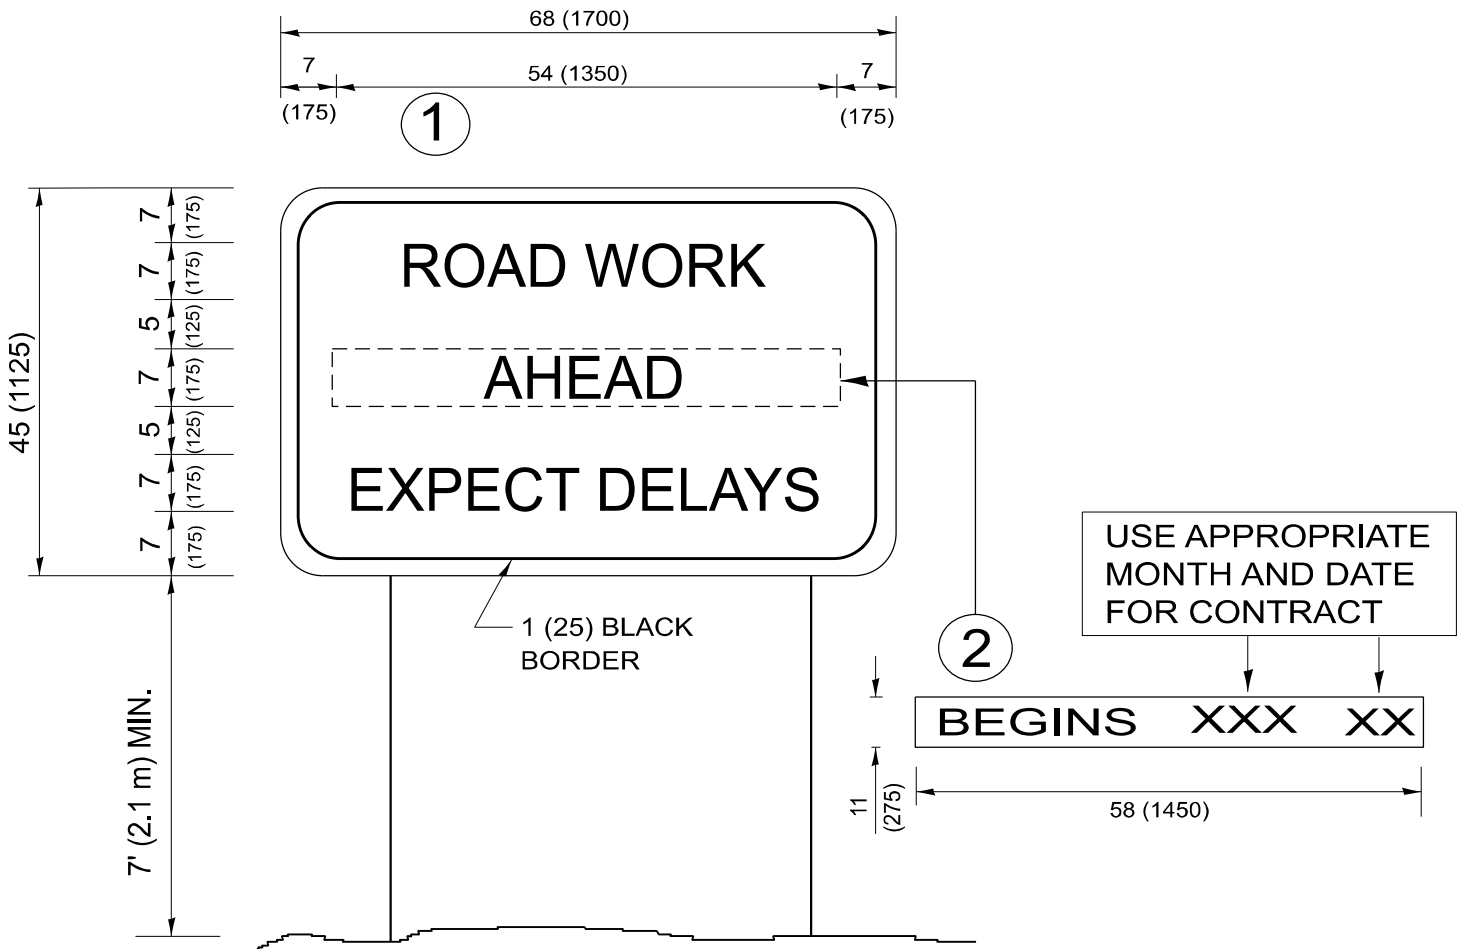 68 (1700)
7
54 (1350)
7
(175)
(175)
1
7
(175)
7
(175)
5
(125)
7
(175)
5
(125)
7
(175)
7
(175)
45 (1125)
ROAD WORK
AHEAD
EXPECT DELAYS
1 (25) BLACK
BORDER
7' (2.1 m) MIN.
USE APPROPRIATE
MONTH AND DATE
FOR CONTRACT
2
BEGINS XXX XX
11
(275)
58 (1450)